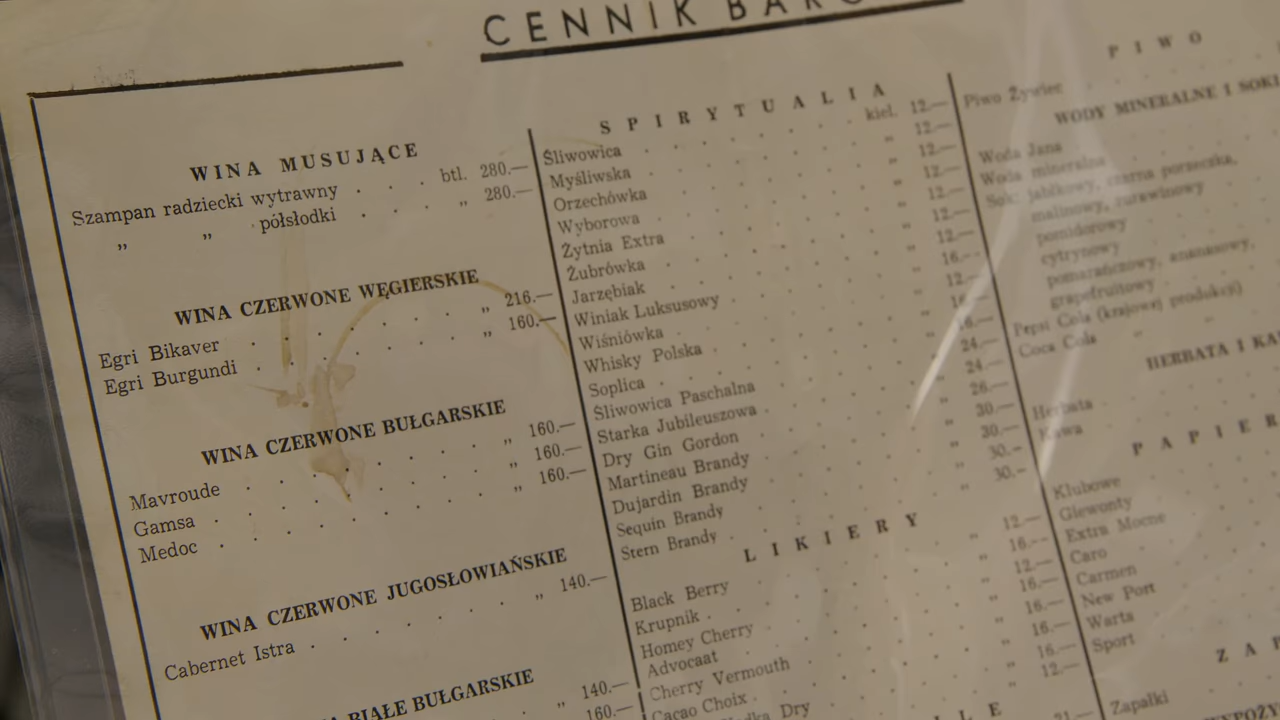 CENNIK BARO
WINA MUSUJĄCE
Szampan radziecki wytrawny . . . btl. 280.—
„ „ półsłodki . . . „ 280.—
WINA CZERWONE WĘGIERSKIE
Egri Bikaver . . . . . . . „ 216.—
Egri Burgundi . . . . . . . „ 160.—
WINA CZERWONE BUŁGARSKIE
Mavroude . . . . . . . „ 160.—
Gamsa . . . . . . . . „ 160.—
Medoc . . . . . . . . „ 160.—
WINA CZERWONE JUGOSŁOWIAŃSKIE
Cabernet Istra . . . . . . „ 140.—
BIAŁE BUŁGARSKIE
„ 140.—
„ 160.—
SPIRYTUALIA
Śliwowica . . . . . . . kiel. 12.—
Myśliwska . . . . . . . „ 12.—
Orzechówka . . . . . . . „ 12.—
Wyborowa . . . . . . . „ 12.—
Żytnia Extra . . . . . . . „ 12.—
Żubrówka . . . . . . . „ 12.—
Jarzębiak . . . . . . . „ 12.—
Winiak Luksusowy . . . . . „ 16.—
Wiśniówka . . . . . . . „ 12.—
Whisky Polska . . . . . . „ 16.—
Soplica . . . . . . . . „ 16.—
Śliwowica Paschalna . . . . . „ 24.—
Starka Jubileuszowa . . . . . „ 24.—
Dry Gin Gordon . . . . . . „ 26.—
Martineau Brandy . . . . . „ 30.—
Dujardin Brandy . . . . . . „ 30.—
Sequin Brandy . . . . . . „ 30.—
Stern Brandy . . . . . . . „ 30.—
LIKIERY
Black Berry . . . . . . . „ 12.—
Krupnik . . . . . . . . „ 16.—
Homey Cherry . . . . . . „ 12.—
Advocaat . . . . . . . „ 16.—
Cherry Vermouth . . . . . „ 16.—
Cacao Choix . . . . . . „ 16.—
Dry . . . . . „ 16.—
„ 12.—
21.—
PIWO
Piwo Żywiec
WODY MINERALNE I SOKI
Woda Jana
Woda mineralna
Soki: jabłkowy, czarna porzeczka,
malinowy, żurawinowy
pomidorowy
cytrynowy
pomarańczowy, ananasowy,
grapefruitowy
Pepsi Cola (krajowej produkcji)
Coca Cola „ „
HERBATA I KA
Herbata
Kawa
PAPIER
Klubowe
Giewonty
Extra Mocne
Caro
Carmen
New Port
Warta
Sport
Zapałki